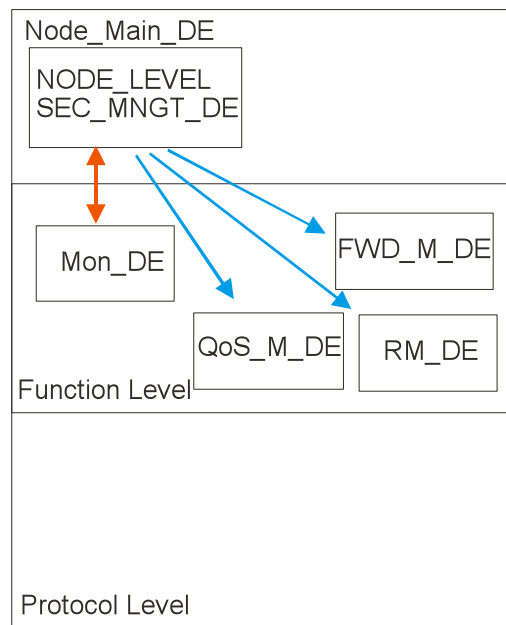 Node_Main_DE
NODE_LEVEL
SEC_MNGT_DE
Mon_DE
FWD_M_DE
QoS_M_DE
RM_DE
Function Level
Protocol Level